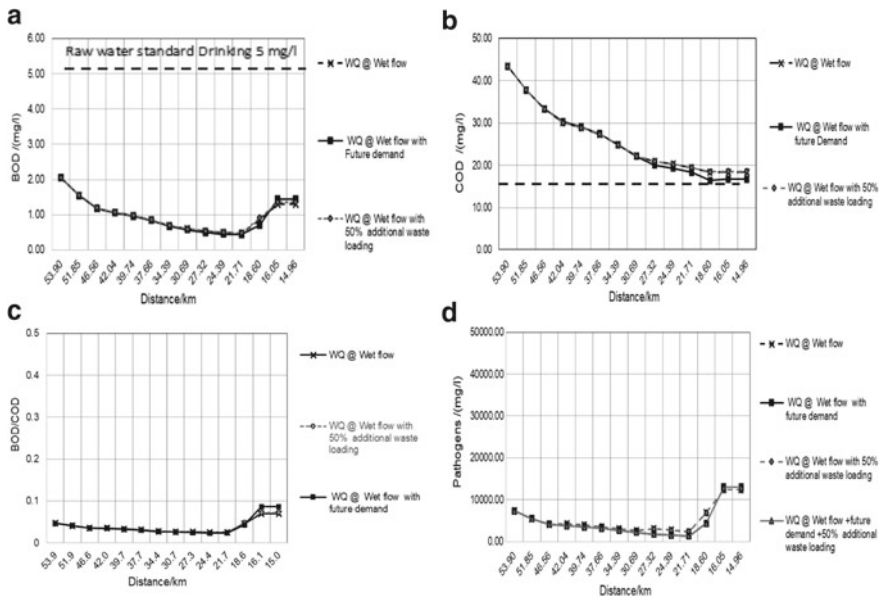 a
6.00
5.00
4.00
3.00
2.00
1.00
0.00
BOD /(mg/l)
Raw water standard Drinking 5 mg/l
53.90
51.85
46.56
42.04
39.74
37.66
34.39
30.69
27.32
24.39
21.71
18.60
16.05
14.96
Distance/km
WQ @ Wet flow
WQ @ Wet flow with
Future demand
WQ @ Wet flow with
50% additional waste
loading
b
50.00
40.00
30.00
20.00
10.00
0.00
COD /(mg/l)
53.90
51.85
46.56
42.04
39.74
37.66
34.39
30.69
27.32
24.39
21.71
18.60
16.05
14.96
Distance/km
WQ @ Wet flow
WQ @ Wet flow with
future Demand
WQ @ Wet flow with 50%
additional waste loading
c
0.5
0.4
0.3
0.2
0.1
0
BOD/COD
53.9
51.9
46.6
42.0
39.7
37.7
34.4
30.7
27.3
24.4
21.7
18.6
16.1
15.0
Distance/km
WQ @ Wet flow
WQ @ Wet flow with
50% additional waste
loading
WQ @ Wet flow with
future demand
d
50000.00
40000.00
30000.00
20000.00
10000.00
0.00
Pathogens /(mg/l)
53.90
51.85
46.56
42.04
39.74
37.66
34.39
30.69
27.32
24.39
21.71
18.60
16.05
14.96
Distance/km
WQ @ Wet flow
WQ @ Wet flow with
future demand
WQ @ Wet flow with 50%
additional waste loading
WQ @ Wet flow +future
demand +50% additional
waste loading